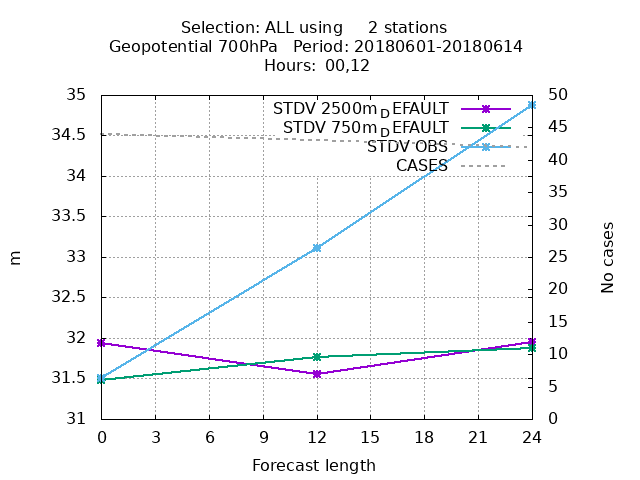 Selection: ALL using     2 stations
Geopotential 700hPa   Period: 20180601-20180614
Hours: 00,12
35
34.5
34
33.5
33
32.5
32
31.5
31
50
45
40
35
30
25
20
15
10
5
0
STDV 2500mDEFAULT
STDV 750mDEFAULT
STDV OBS
CASES
m
No cases
0 3 6 9 12 15 18 21 24
Forecast length